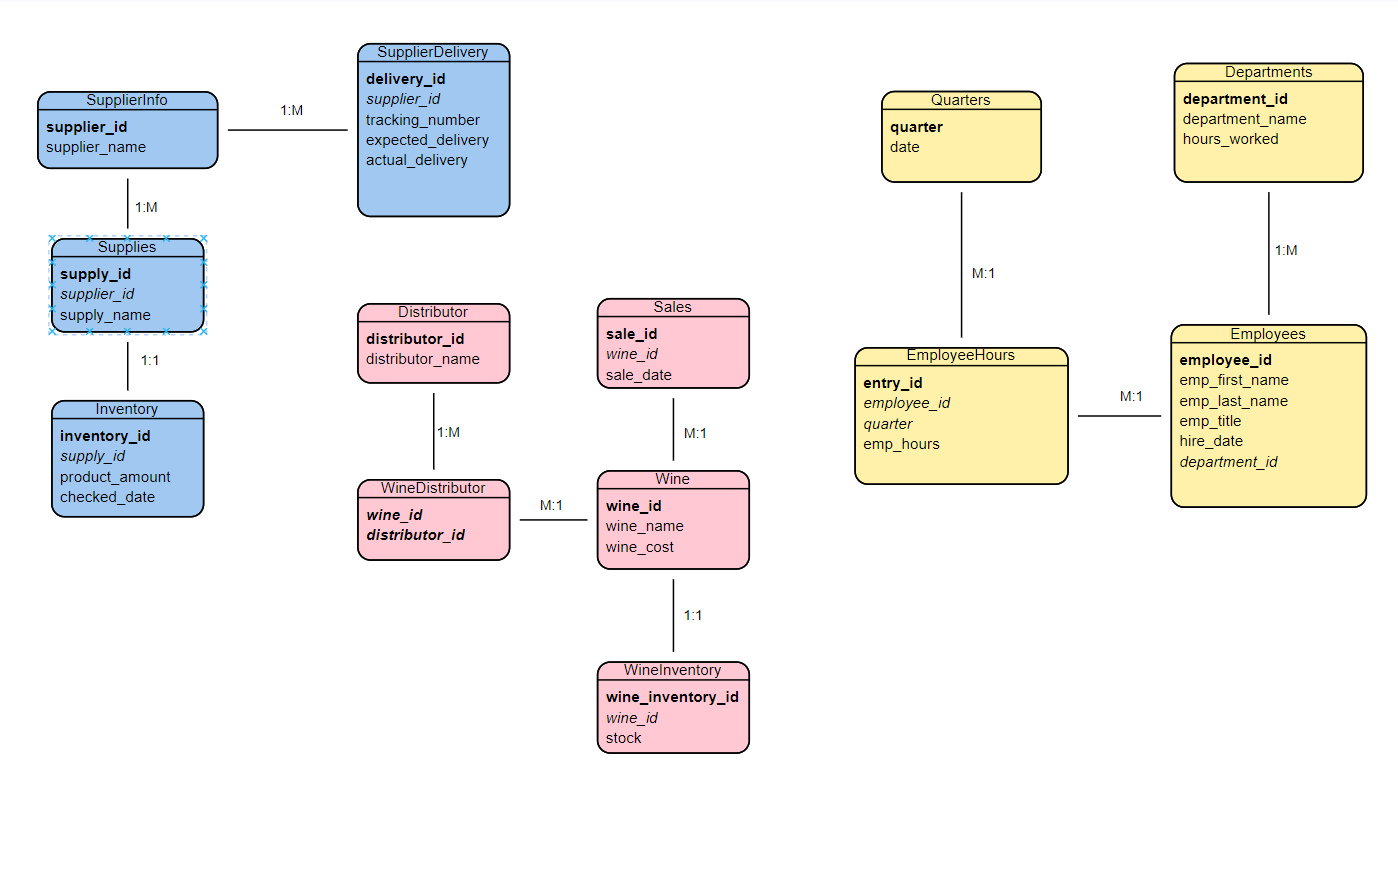 SupplierInfo
supplier_id
supplier_name
1:M
SupplierDelivery
delivery_id
supplier_id
tracking_number
expected_delivery
actual_delivery
1:M
Supplies
supply_id
supplier_id
supply_name
1:1
Inventory
inventory_id
supply_id
product_amount
checked_date
Distributor
distributor_id
distributor_name
1:M
WineDistributor
wine_id
distributor_id
M:1
Sales
sale_id
wine_id
sale_date
M:1
Wine
wine_id
wine_name
wine_cost
1:1
WineInventory
wine_inventory_id
wine_id
stock
Quarters
quarter
date
M:1
EmployeeHours
entry_id
employee_id
quarter
emp_hours
M:1
Departments
department_id
department_name
hours_worked
1:M
Employees
employee_id
emp_first_name
emp_last_name
emp_title
hire_date
department_id